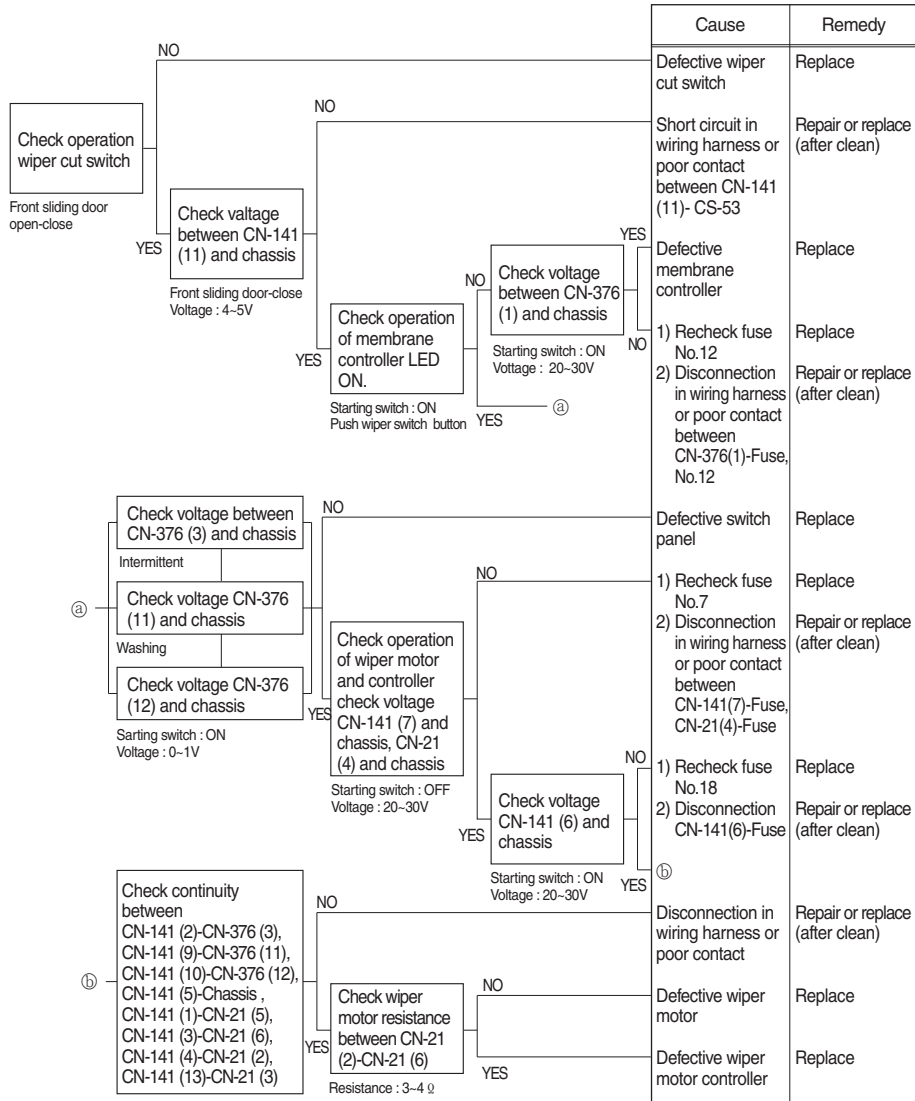 Cause
Remedy
NO
Defective wiper
cut switch
Replace
Check operation
wiper cut switch
Front sliding door
open-close
YES
NO
Short circuit in
wiring harness or
poor contact
between CN-141
(11)- CS-53
Repair or replace
(after clean)
Check valtage
between CN-141
(11) and chassis
Front sliding door-close
Voltage : 4~5V
YES
Check operation
of membrane
controller LED
ON.
Starting switch : ON
Push wiper switch button
NO
YES
ⓐ
Check voltage
between CN-376
(1) and chassis
Starting switch : ON
Vottage : 20~30V
YES
NO
Defective
membrane
controller
Replace
1) Recheck fuse
No.12
Replace
2) Disconnection
in wiring harness
or poor contact
between
CN-376(1)-Fuse,
No.12
Repair or replace
(after clean)
ⓐ
Check voltage between
CN-376 (3) and chassis
Intermittent
Check voltage CN-376
(11) and chassis
Washing
Check voltage CN-376
(12) and chassis
Sarting switch : ON
Voltage : 0~1V
NO
YES
Defective switch
panel
Replace
Check operation
of wiper motor
and controller
check voltage
CN-141 (7) and
chassis, CN-21
(4) and chassis
Starting switch : OFF
Voltage : 20~30V
NO
YES
1) Recheck fuse
No.7
Replace
2) Disconnection
in wiring harness
or poor contact
between
CN-141(7)-Fuse,
CN-21(4)-Fuse
Repair or replace
(after clean)
Check voltage
CN-141 (6) and
chassis
Starting switch : ON
Voltage : 20~30V
NO
YES
1) Recheck fuse
No.18
Replace
2) Disconnection
CN-141(6)-Fuse
Repair or replace
(after clean)
ⓑ
ⓑ
Check continuity
between
CN-141 (2)-CN-376 (3),
CN-141 (9)-CN-376 (11),
CN-141 (10)-CN-376 (12),
CN-141 (5)-Chassis ,
CN-141 (1)-CN-21 (5),
CN-141 (3)-CN-21 (6),
CN-141 (4)-CN-21 (2),
CN-141 (13)-CN-21 (3)
NO
YES
Disconnection in
wiring harness or
poor contact
Repair or replace
(after clean)
Check wiper
motor resistance
between CN-21
(2)-CN-21 (6)
Resistance : 3~4 Ω
NO
YES
Defective wiper
motor
Replace
Defective wiper
motor controller
Replace